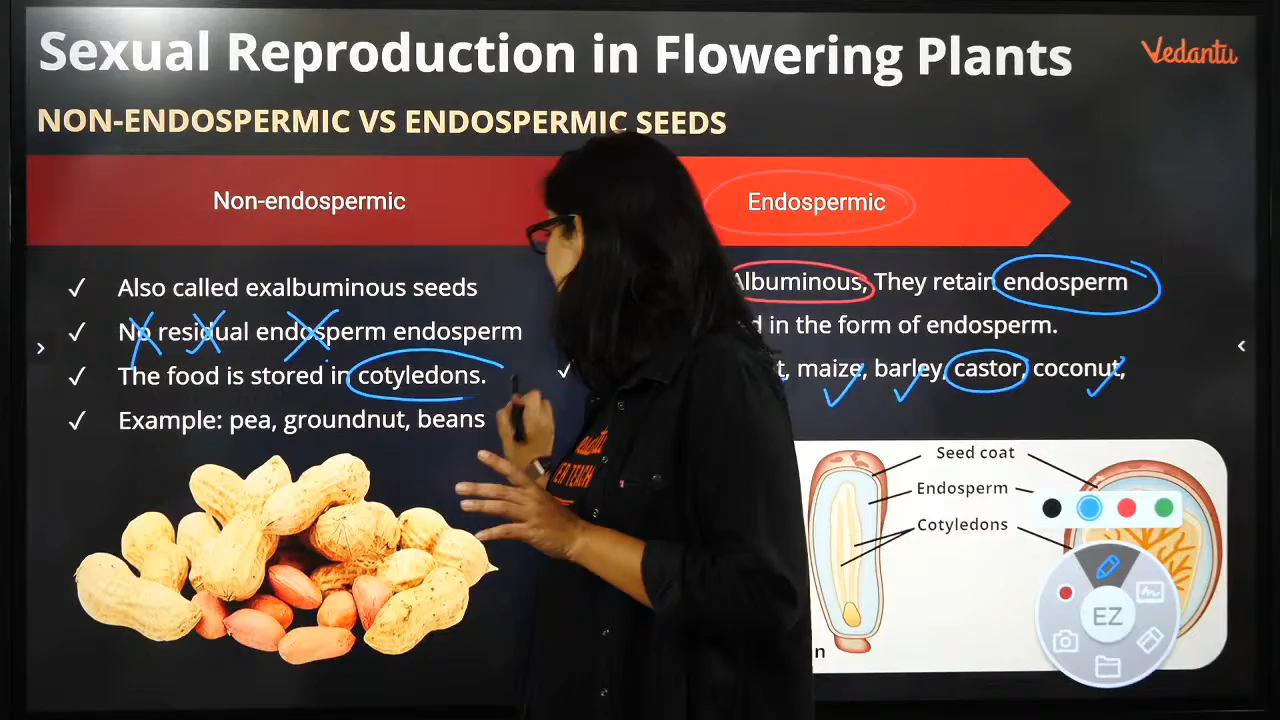 Sexual Reproduction in Flowering Plants
Vedantu
NON-ENDOSPERMIC VS ENDOSPERMIC SEEDS
Non-endospermic
Endospermic
✓ Also called exalbuminous seeds
✓ No residual endosperm endosperm
✓ The food is stored in cotyledons.
✓ Example: pea, groundnut, beans
Albuminous, They retain endosperm
in the form of endosperm.
✓ maize, barley, castor, coconut,
Seed coat
Endosperm
Cotyledons
EZ